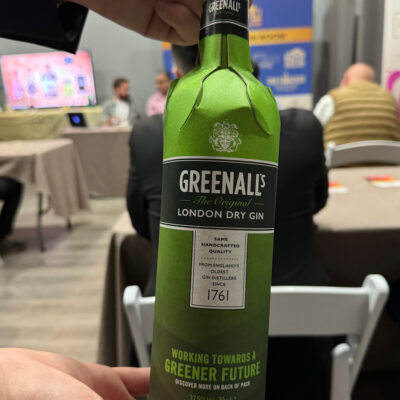 GREENALL'S
GREENALL'S
The Original
LONDON DRY GIN
SAME
HANDCRAFTED
QUALITY
FROM ENGLAND'S
OLDEST
GIN DISTILLERS
SINCE
1761
WORKING TOWARDS A
GREENER FUTURE
DISCOVER MORE ON BACK OF PACK